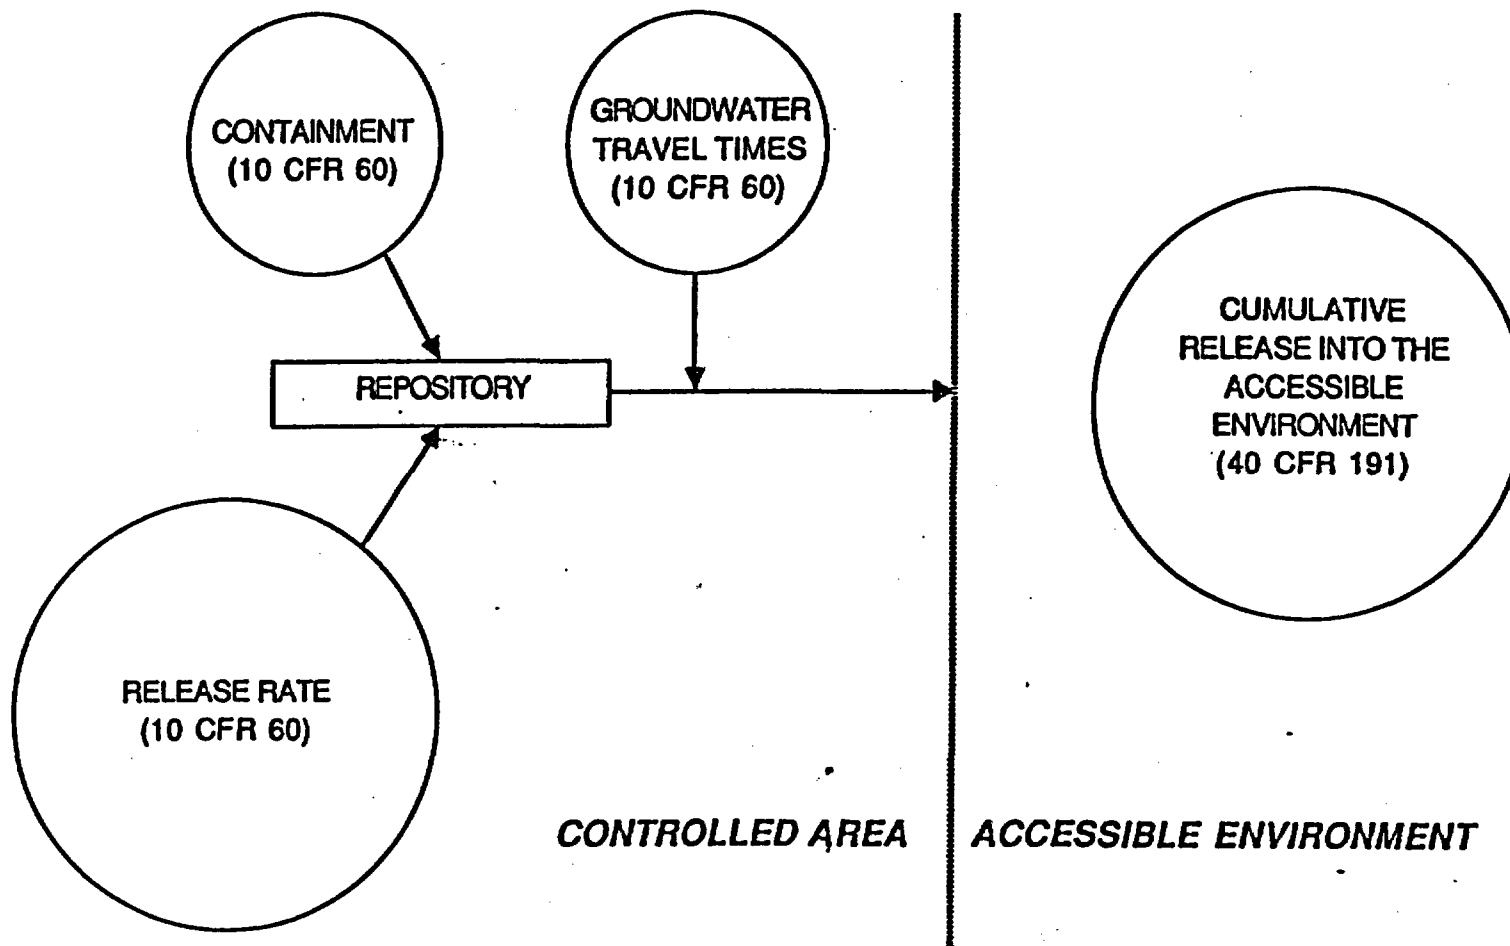 CONTAINMENT
(10 CFR 60)
GROUNDWATER
TRAVEL TIMES
(10 CFR 60)
REPOSITORY
CUMULATIVE
RELEASE INTO THE
ACCESSIBLE
ENVIRONMENT
(40 CFR 191)
RELEASE RATE
(10 CFR 60)
CONTROLLED AREA
ACCESSIBLE ENVIRONMENT